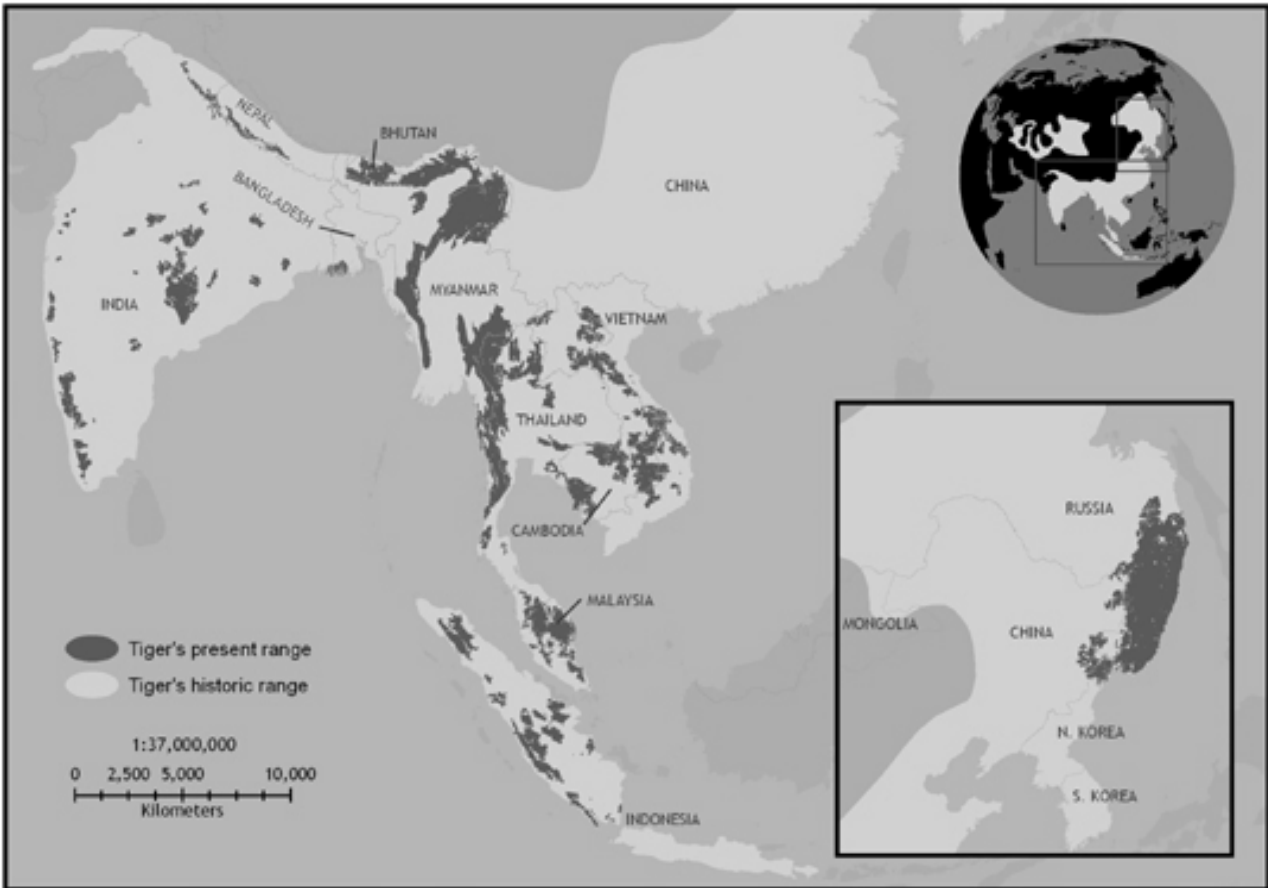 NEPAL
BHUTAN
BANGLADESH
CHINA
INDIA
MYANMAR
VIETNAM
THAILAND
CAMBODIA
MALAYSIA
INDONESIA
Tiger's present range
Tiger's historic range
1:37,000,000
0 2,500 5,000 10,000
Kilometers
RUSSIA
MONGOLIA
CHINA
N. KOREA
S. KOREA